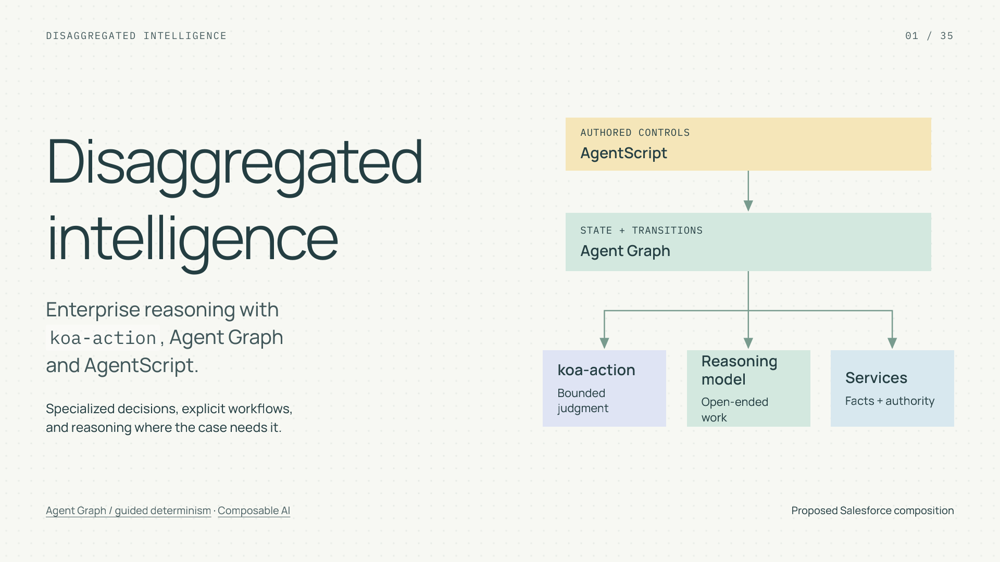 DISAGGREGATED INTELLIGENCE
01 / 35
Disaggregated
intelligence
Enterprise reasoning with
koa-action, Agent Graph
and AgentScript.
Specialized decisions, explicit workflows,
and reasoning where the case needs it.
AUTHORED CONTROLS
AgentScript
STATE + TRANSITIONS
Agent Graph
koa-action
Bounded
judgment
Reasoning
model
Open-ended
work
Services
Facts + authority
Agent Graph / guided determinism · Composable AI
Proposed Salesforce composition